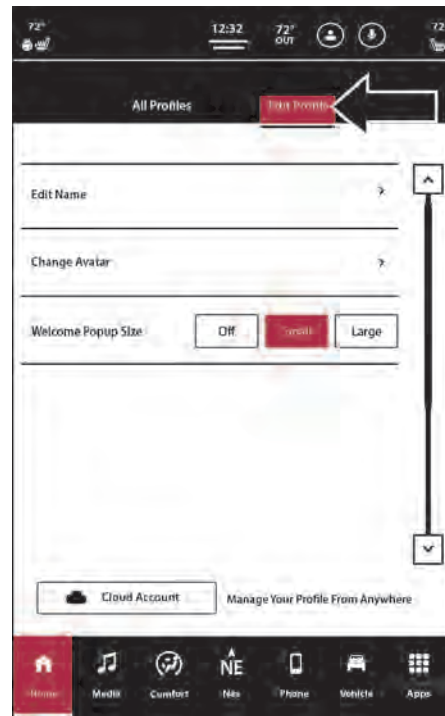 72°
12:32
72°
OUT
72
All Profiles
Edit Profile
Edit Name
Change Avatar
Welcome Popup Size
Off
Small
Large
Cloud Account
Manage Your Profile From Anywhere
NE
Home
Media
Comfort
Nav
Phone
Vehicle
Apps